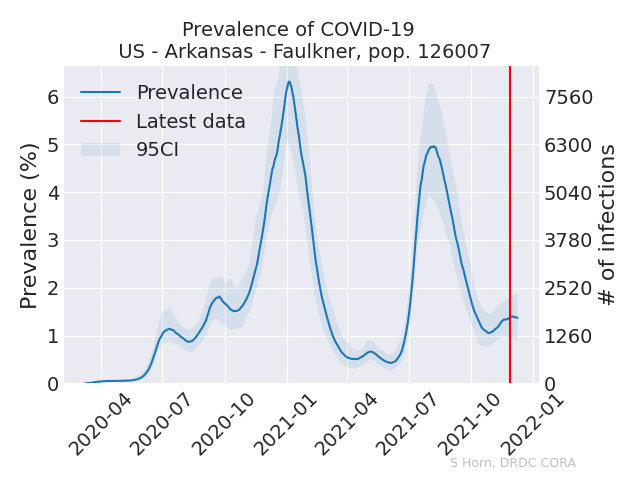 Prevalence of COVID-19
US - Arkansas - Faulkner, pop. 126007
Prevalence
Latest data
95CI
Prevalence (%)
6
5
4
3
2
1
0
7560
6300
5040
3780
2520
1260
0
# of infections
2020-04
2020-07
2020-10
2021-01
2021-04
2021-07
2021-10
2022-01
S Horn, DRDC CORA